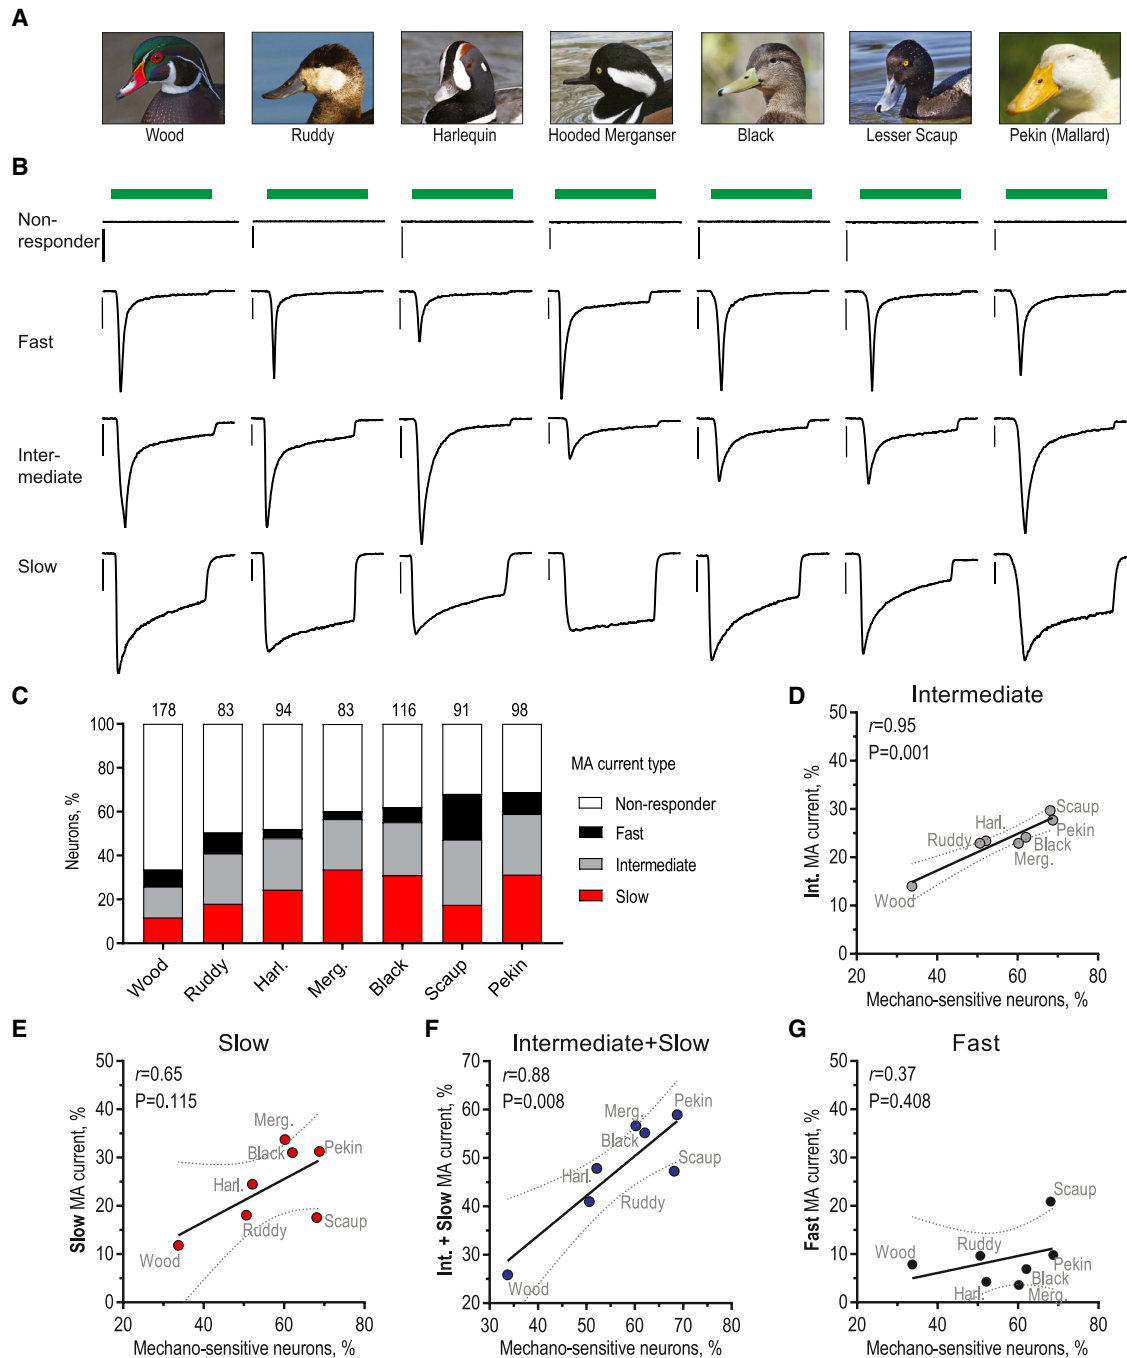 A
Wood
Ruddy
Harlequin
Hooded Merganser
Black
Lesser Scaup
Pekin (Mallard)
B
Non-
responder
Fast
Inter-
mediate
Slow
C
178
83
94
83
116
91
98
100
80
60
40
20
0
Neurons, %
Wood
Ruddy
Harl.
Merg.
Black
Scaup
Pekin
MA current type
Non-responder
Fast
Intermediate
Slow
D
Intermediate
r=0.95
P=0.001
50
40
30
20
10
0
Int. MA current, %
Scaup
Harl.
Ruddy
Pekin
Black
Merg.
Wood
20
40
60
80
Mechano-sensitive neurons, %
E
Slow
r=0.65
P=0.115
50
40
30
20
10
0
Slow MA current, %
Merg.
Black
Pekin
Harl.
Ruddy
Scaup
Wood
20
40
60
80
Mechano-sensitive neurons, %
F
Intermediate+Slow
r=0.88
P=0.008
70
60
50
40
30
20
Int. + Slow MA current, %
Pekin
Merg.
Black
Scaup
Harl.
Ruddy
Wood
30
40
50
60
70
80
Mechano-sensitive neurons, %
G
Fast
r=0.37
P=0.408
50
40
30
20
10
0
Fast MA current, %
Scaup
Wood
Ruddy
Pekin
Black
Harl.
Merg.
20
40
60
80
Mechano-sensitive neurons, %